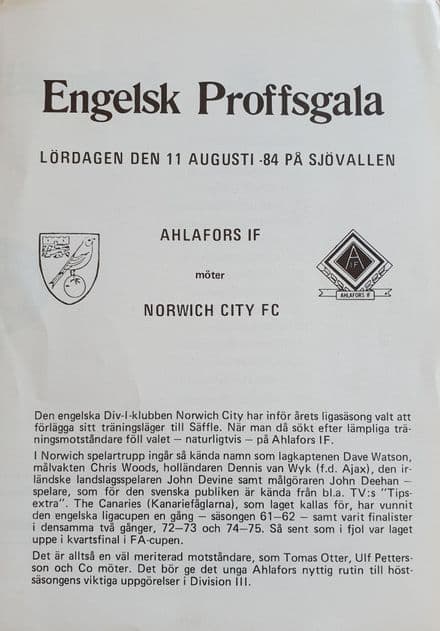 Engelsk Proffsgala
LÖRDAGEN DEN 11 AUGUSTI -84 PÅ SJÖVALLEN
AHLAFORS IF
möter
NORWICH CITY FC
A
IF
AHLAFORS IF
Den engelska Div-I-klubben Norwich City har inför årets ligasäsong valt att
förlägga sitt träningsläger till Säffle. När man då sökt efter lämpliga trä-
ningsmotståndare föll valet — naturligtvis — på Ahlafors IF.
I Norwich spelartrupp ingår så kända namn som lagkaptenen Dave Watson,
målvakten Chris Woods, holländaren Dennis van Wyk (f.d. Ajax), den ir-
ländske landslagsspelaren John Devine samt målgöraren John Deehan —
spelare, som för den svenska publiken är kända från bl.a. TV:s "Tips-
extra". The Canaries (Kanariefåglarna), som laget kallas för, har vunnit
den engelska ligacupen en gång — säsongen 61–62 — samt varit finalister
i densamma två gånger, 72–73 och 74–75. Så sent som i fjol var laget
uppe i kvartsfinal i FA-cupen.
Det är alltså en väl meriterad motståndare, som Tomas Otter, Ulf Petters-
son och Co möter. Det bör ge det unga Ahlafors nyttig rutin till höst-
säsongens viktiga uppgörelser i Division III.